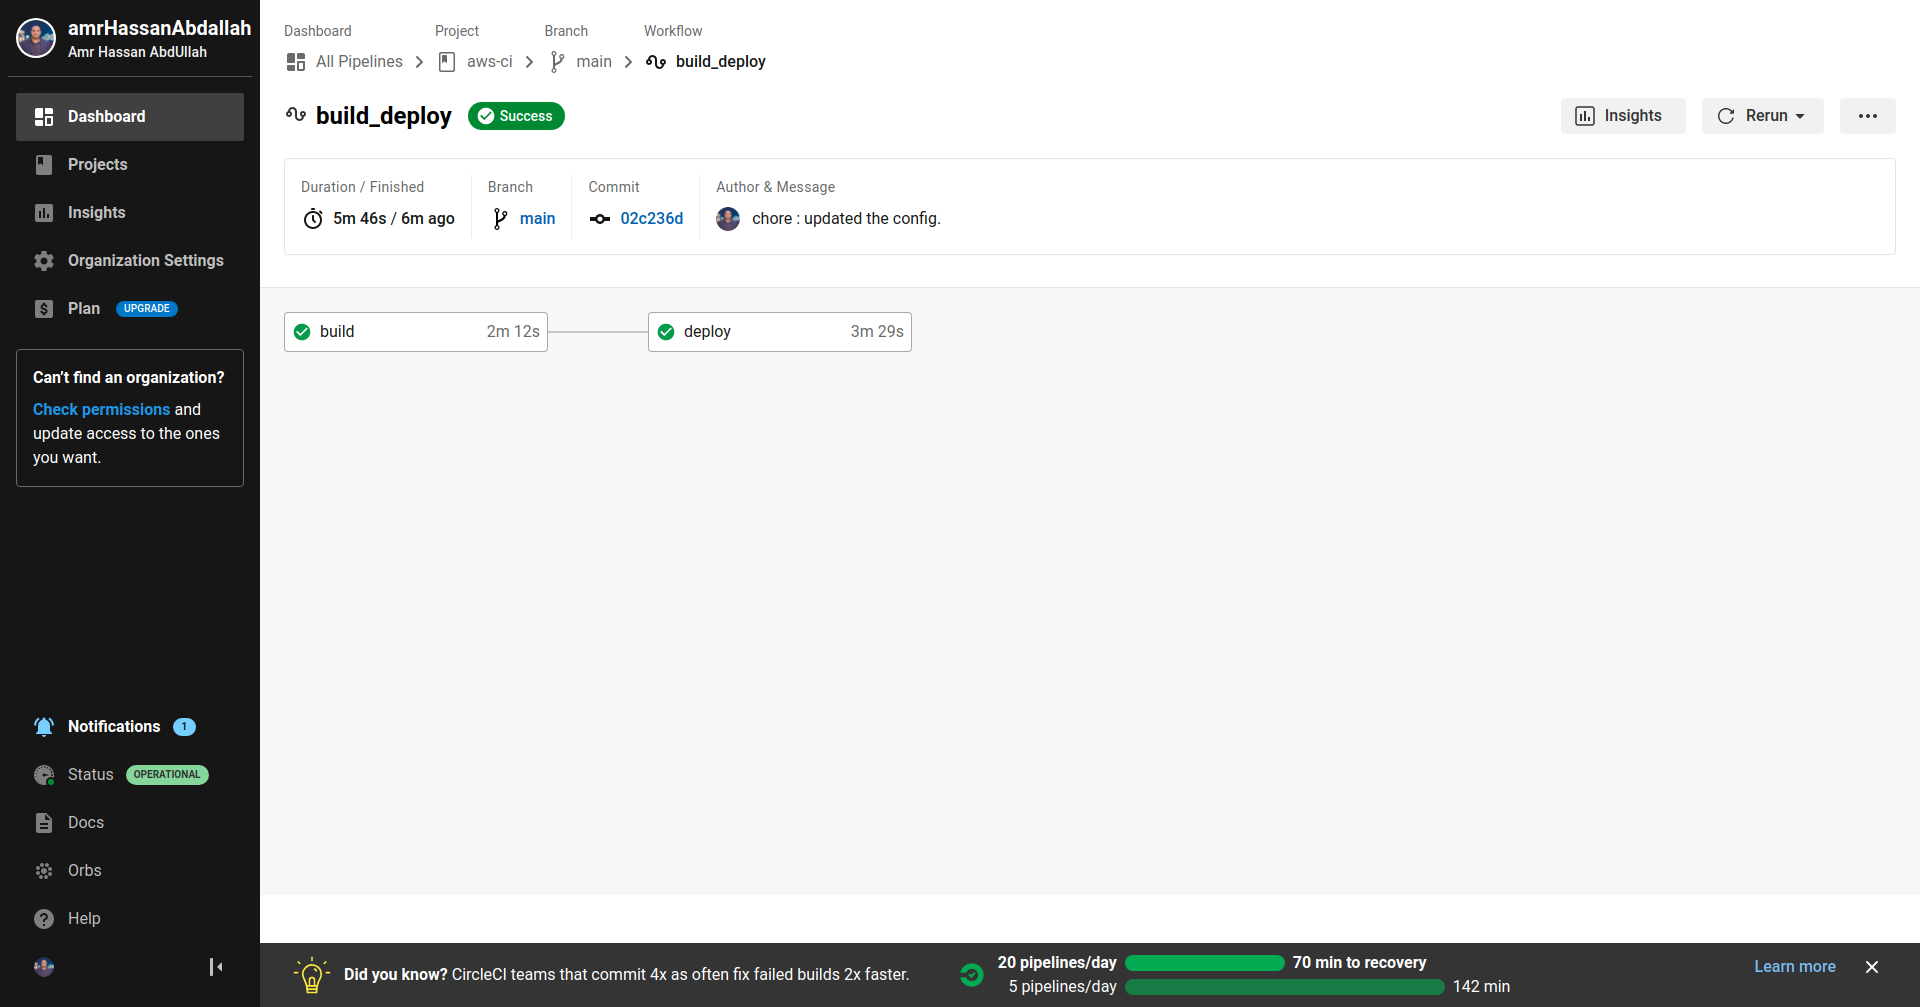 amrHassanAbdallah
Amr Hassan AbdUllah
Dashboard
Projects
Insights
Organization Settings
Plan UPGRADE
Can't find an organization?
Check permissions and
update access to the ones
you want.
Notifications 1
Status OPERATIONAL
Docs
Orbs
Help
Dashboard Project Branch Workflow
All Pipelines aws-ci main build_deploy
build_deploy Success
Insights Rerun
Duration / Finished Branch Commit Author & Message
5m 46s / 6m ago main 02c236d chore : updated the config.
build 2m 12s deploy 3m 29s
Did you know? CircleCI teams that commit 4x as often fix failed builds 2x faster.
20 pipelines/day 70 min to recovery
5 pipelines/day 142 min
Learn more